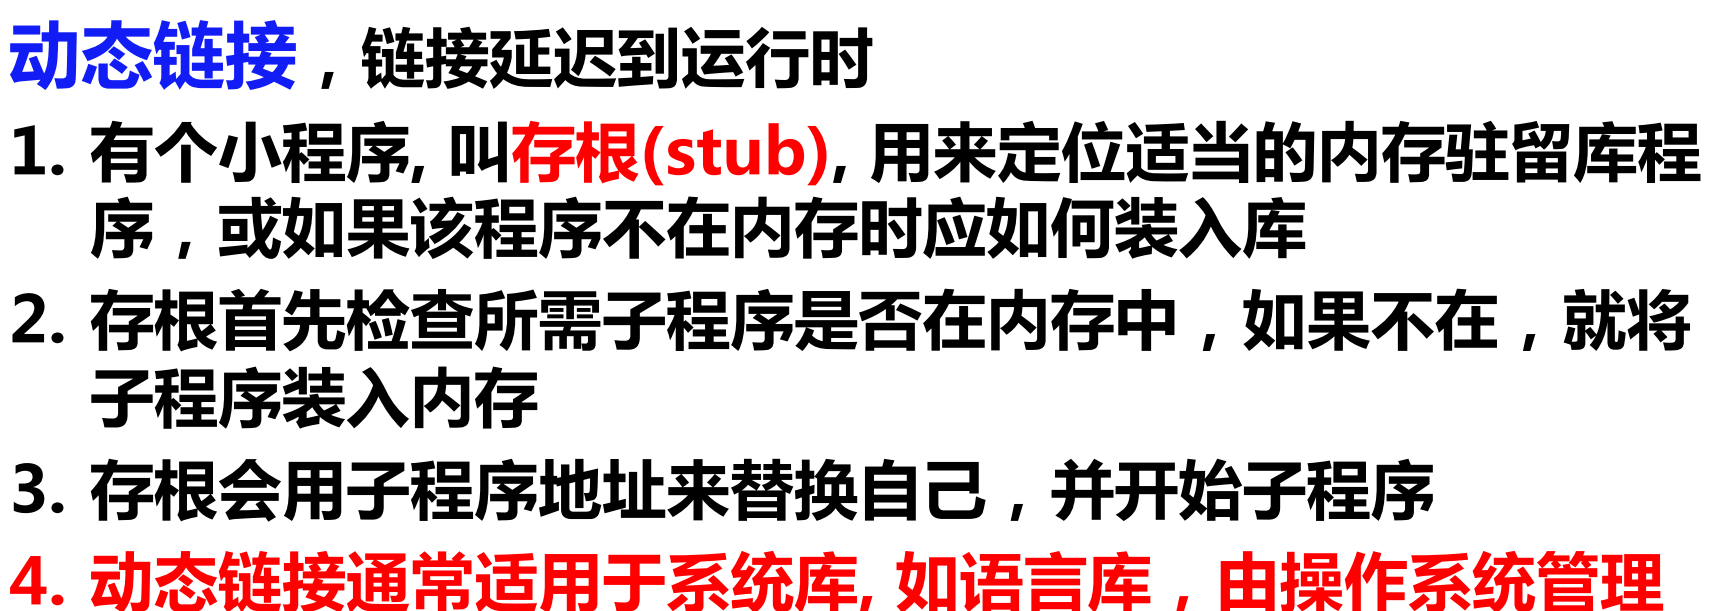 动态链接，链接延迟到运行时
1. 有个小程序, 叫存根(stub), 用来定位适当的内存驻留库程
序，或如果该程序不在内存时应如何装入库
2. 存根首先检查所需子程序是否在内存中，如果不在，就将
子程序装入内存
3. 存根会用子程序地址来替换自己，并开始子程序
4. 动态链接通常适用于系统库, 如语言库，由操作系统管理